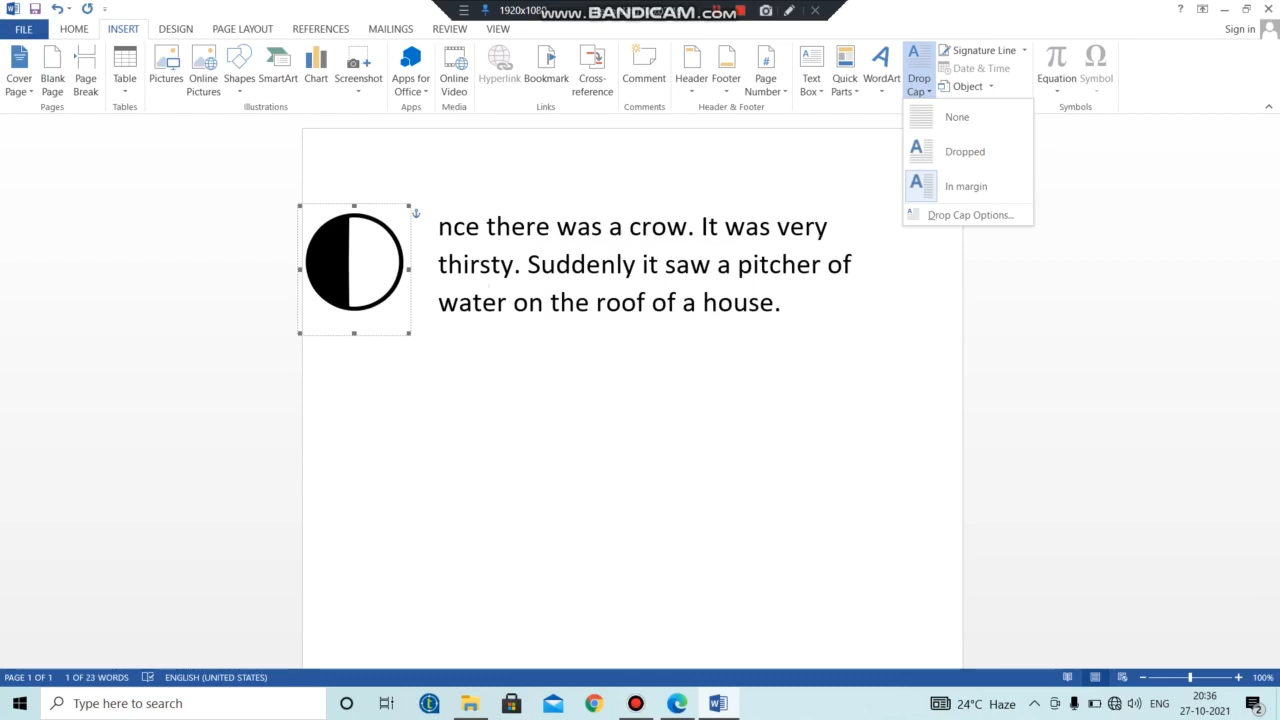 1920x1080
www.BANDICAM.com
?
Sign in
FILE
HOME
INSERT
DESIGN
PAGE LAYOUT
REFERENCES
MAILINGS
REVIEW
VIEW
Cover Page
Blank Page
Page Break
Table
Pictures
Online Pictures
Shapes
SmartArt
Chart
Screenshot
Apps for Office
Online Video
Hyperlink
Bookmark
Cross-reference
Comment
Header
Footer
Page Number
Text Box
Quick Parts
WordArt
Drop Cap
Signature Line
Date & Time
Object
Equation
Symbol
Pages
Tables
Illustrations
Apps
Media
Links
Comments
Header & Footer
Symbols
None
Dropped
In margin
Drop Cap Options...
nce there was a crow. It was very
thirsty. Suddenly it saw a pitcher of
water on the roof of a house.
PAGE 1 OF 1
1 OF 23 WORDS
ENGLISH (UNITED STATES)
100%
Type here to search
24°C Haze
ENG
20:36
27-10-2021
2